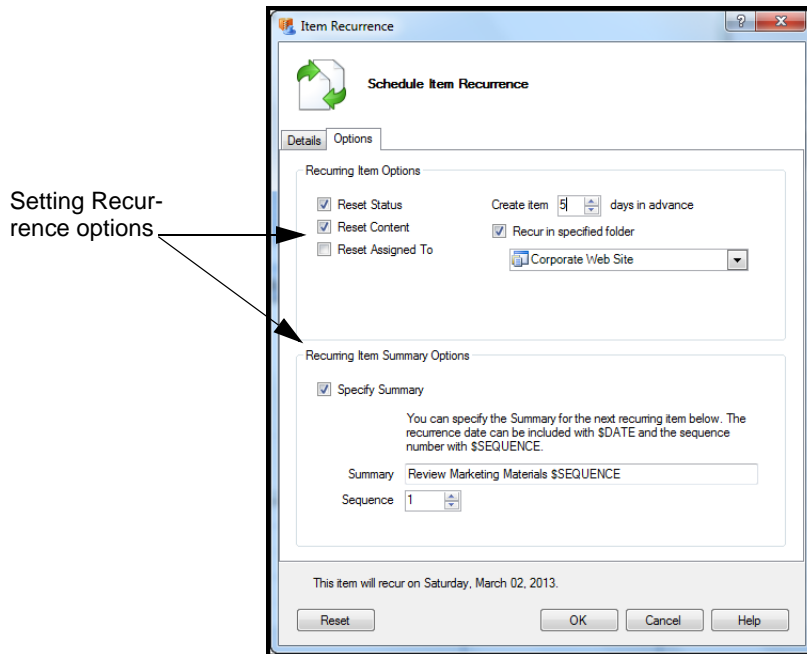 Item Recurrence
Schedule Item Recurrence
Details
Options
Recurring Item Options
Reset Status
Create item 5 days in advance
Reset Content
Recur in specified folder
Reset Assigned To
Corporate Web Site
Setting Recur-
rence options
Recurring Item Summary Options
Specify Summary
You can specify the Summary for the next recurring item below. The
recurrence date can be included with $DATE and the sequence
number with $SEQUENCE.
Summary Review Marketing Materials $SEQUENCE
Sequence 1
This item will recur on Saturday, March 02, 2013.
Reset
OK
Cancel
Help